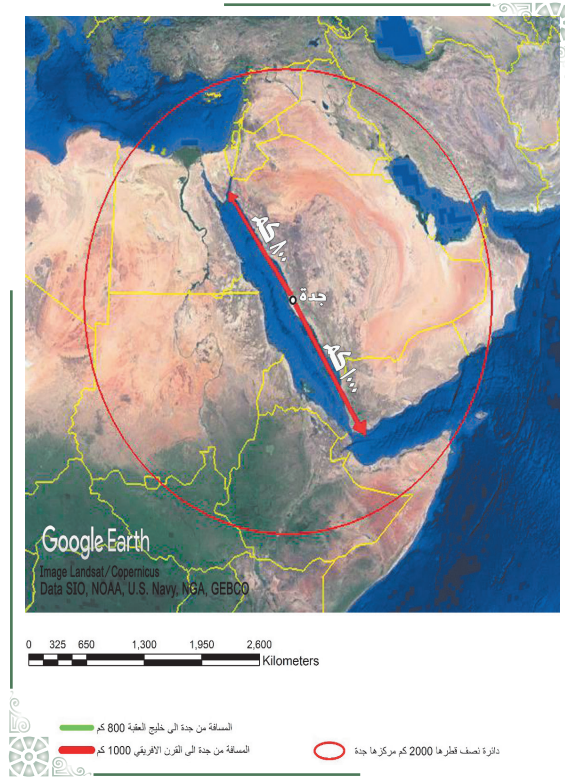 ٨٠٠ كم
جدة
١٠٠٠ كم
Google Earth
Image Landsat/Copernicus
Data SIO, NOAA, U.S. Navy, NGA, GEBCO
0 325 650 1,300 1,950 2,600
Kilometers
المسافة من جدة الى خليج العقبة 800 كم
المسافة من جدة الى القرن الافريقي 1000 كم
دائرة نصف قطرها 2000 كم مركزها جدة